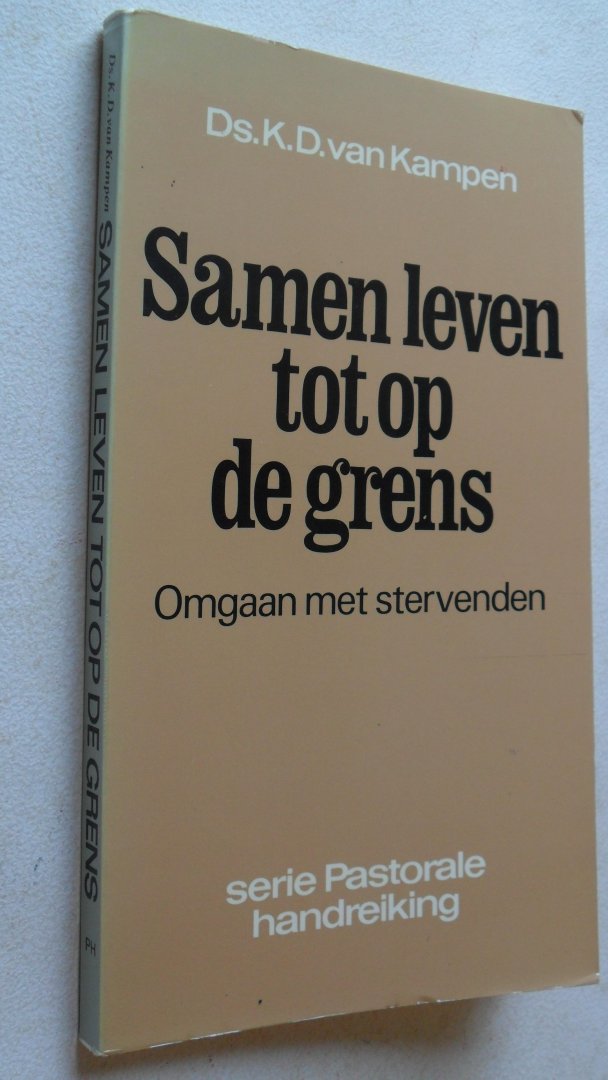 Ds.K.D.van Kampen
Samen leven
tot op
de grens
Omgaan met stervenden
serie Pastorale
handreiking
Ds.K.D.van Kampen SAMEN LEVEN TOT OP DE GRENS PH